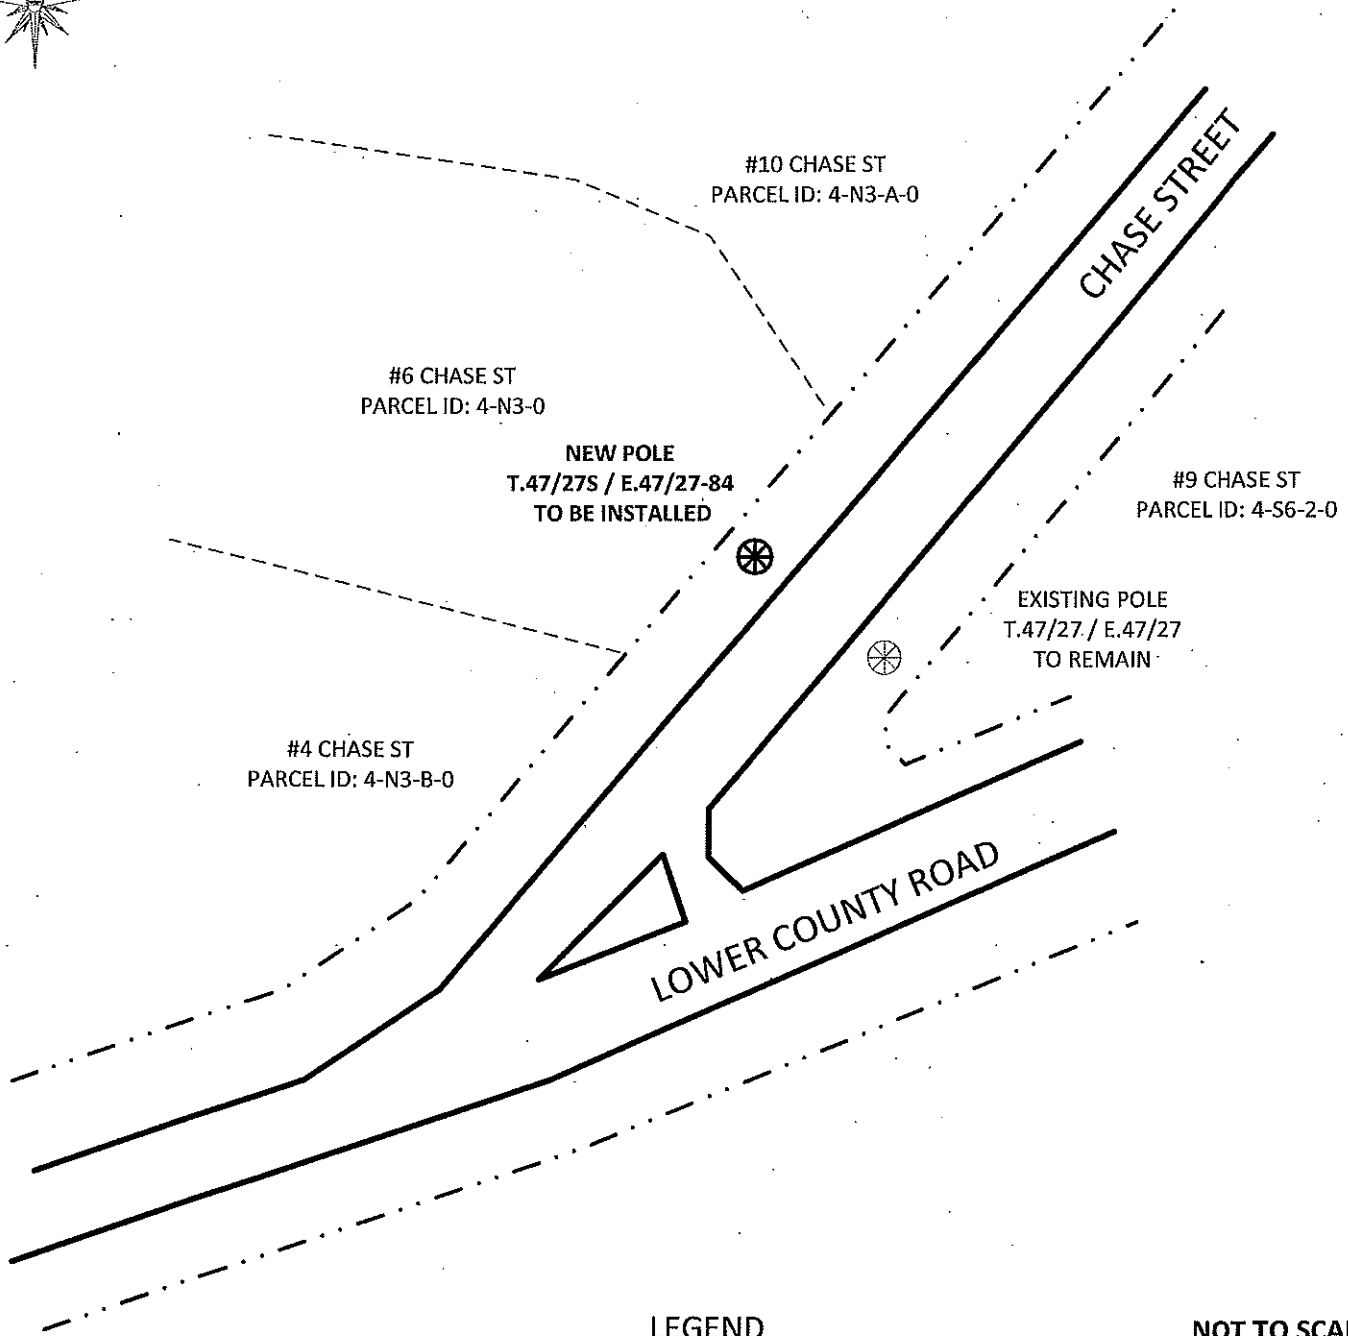 #10 CHASE ST
PARCEL ID: 4-N3-A-0
CHASE STREET
#6 CHASE ST
PARCEL ID: 4-N3-0
NEW POLE
T.47/27S / E.47/27-84
TO BE INSTALLED
#9 CHASE ST
PARCEL ID: 4-S6-2-0
EXISTING POLE
T.47/27 / E.47/27
TO REMAIN
#4 CHASE ST
PARCEL ID: 4-N3-B-0
LOWER COUNTY ROAD
LEGEND
NOT TO